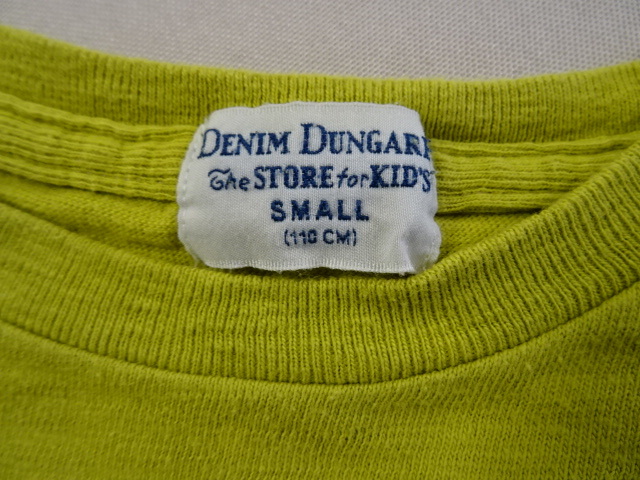 DENIM DUNGARE
The STORE for KID'S
SMALL
(110 CM)